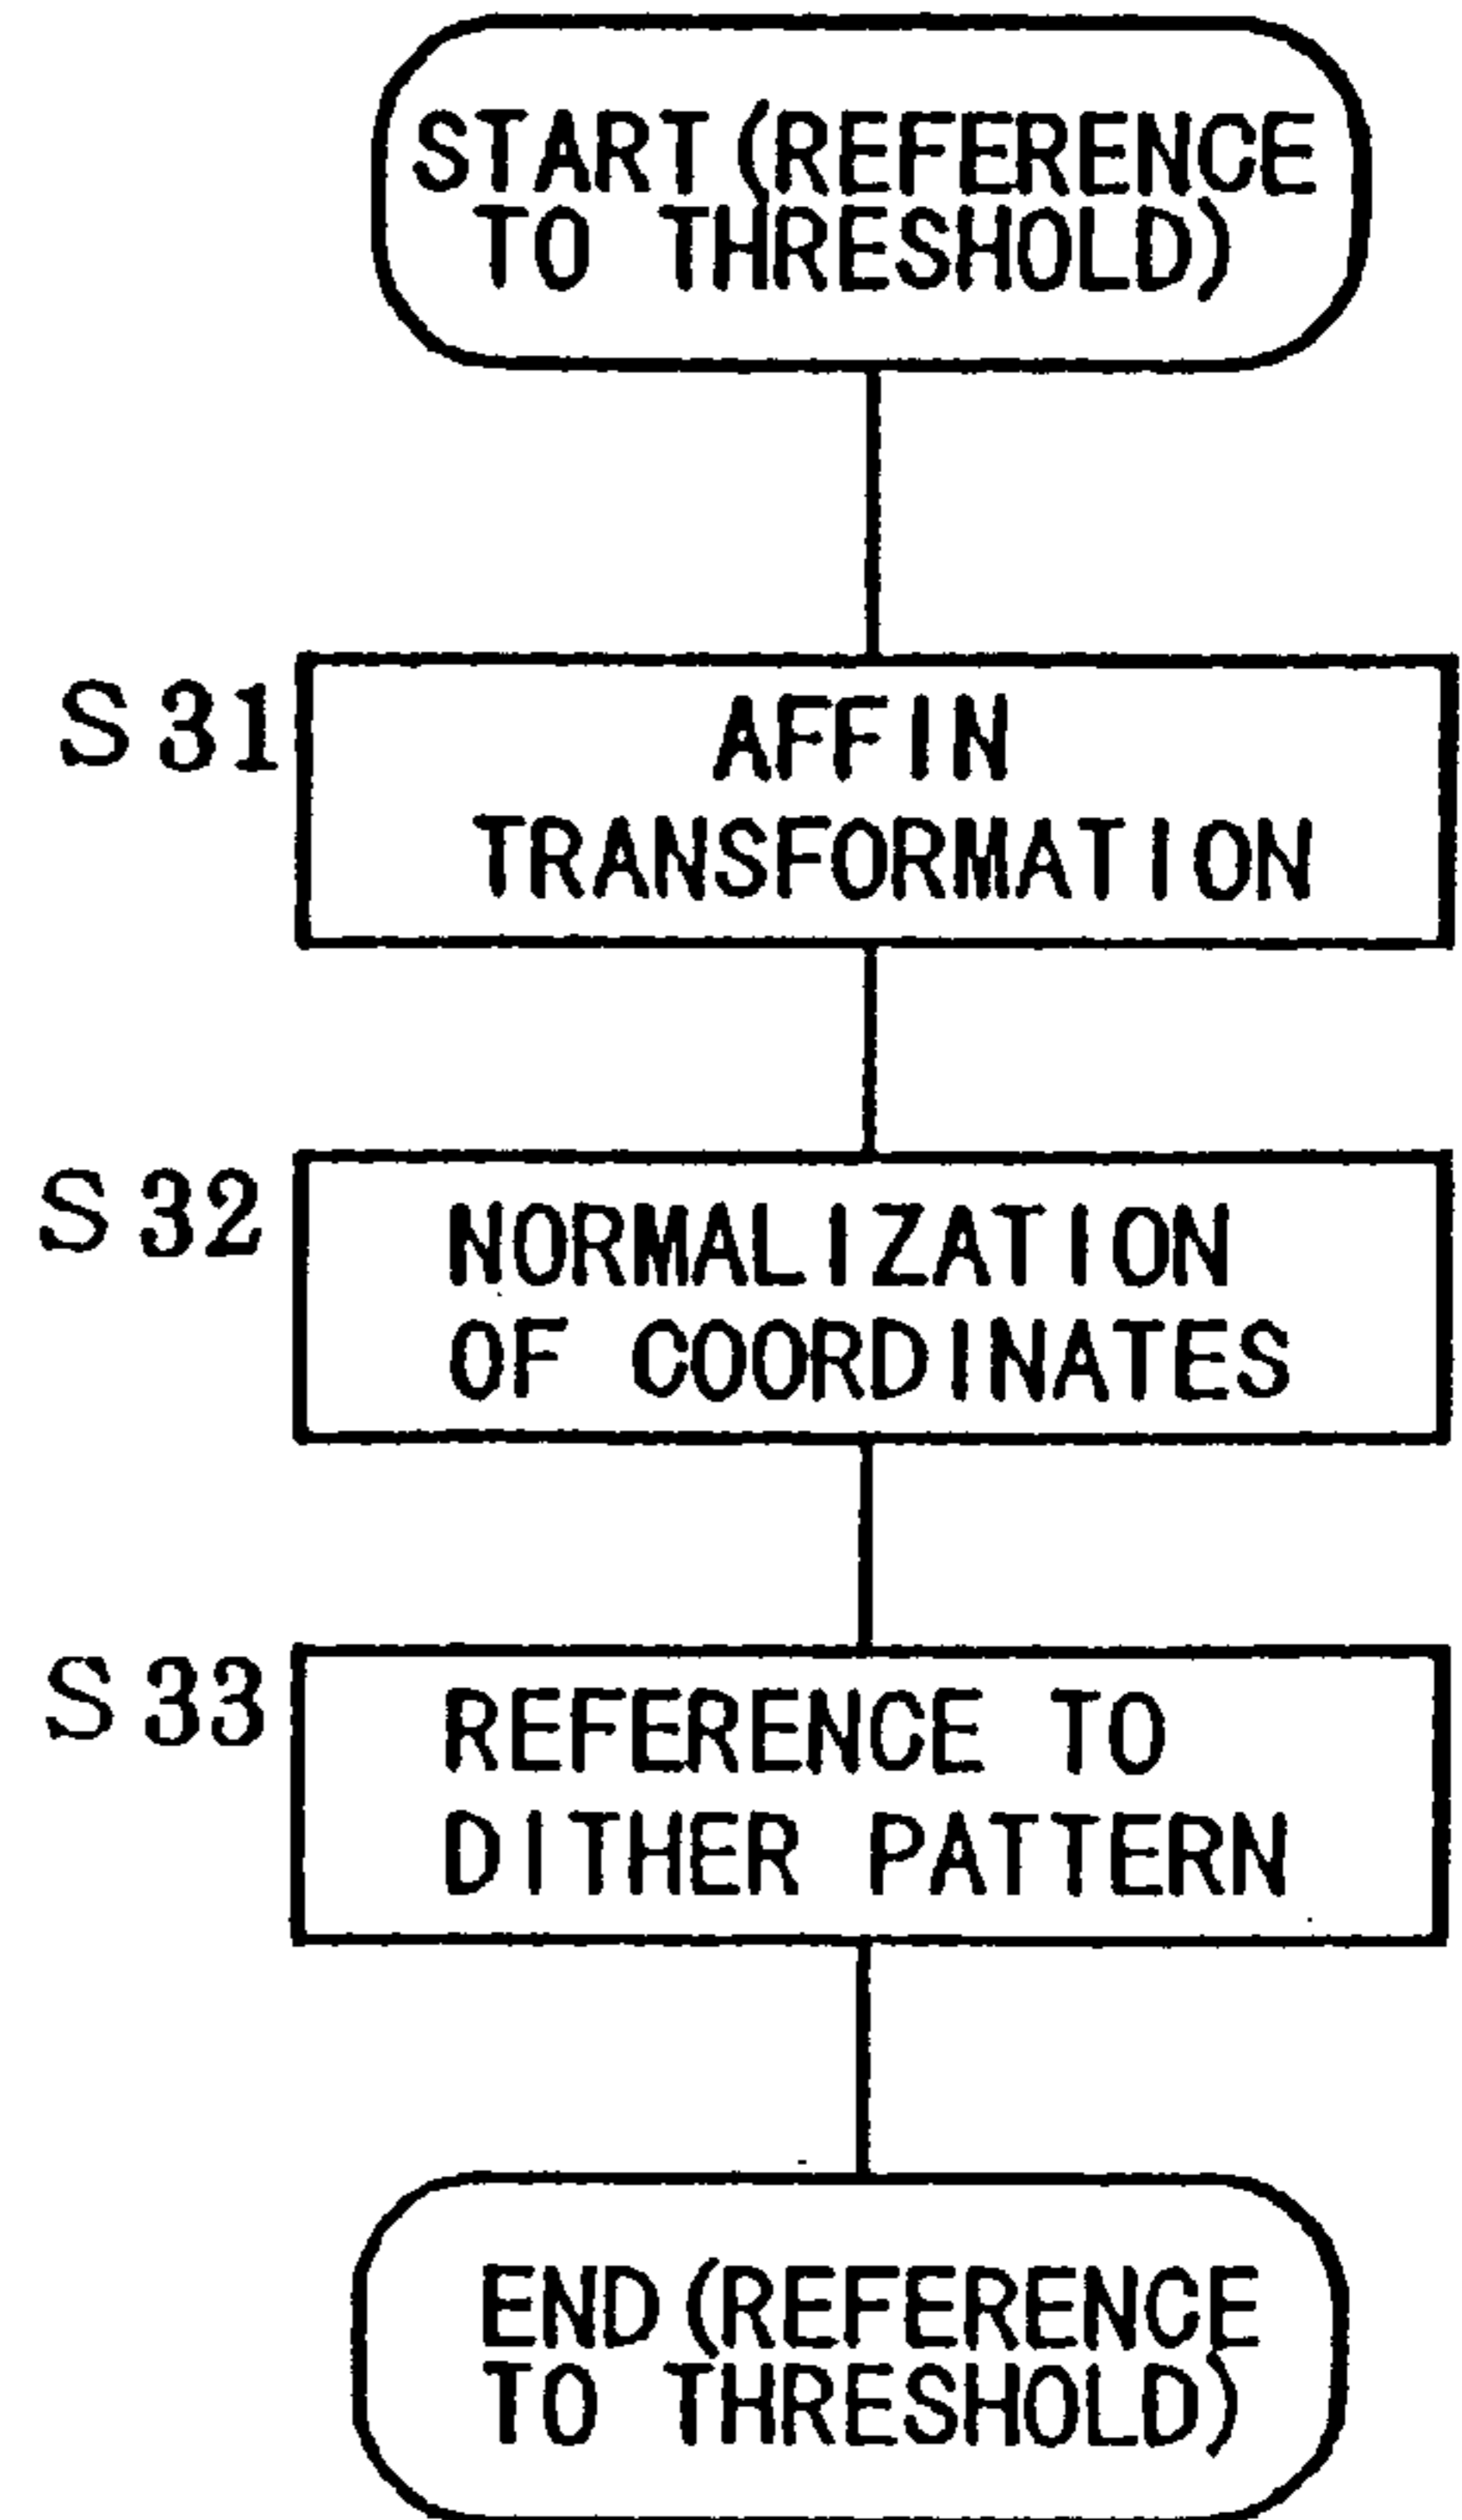 START(REFERENCE
TO THRESHOLD)
S31
AFFIN
TRANSFORMATION
S32
NORMALIZATION
OF COORDINATES
S33
REFERENCE TO
DITHER PATTERN
END(REFERENCE
TO THRESHOLD)